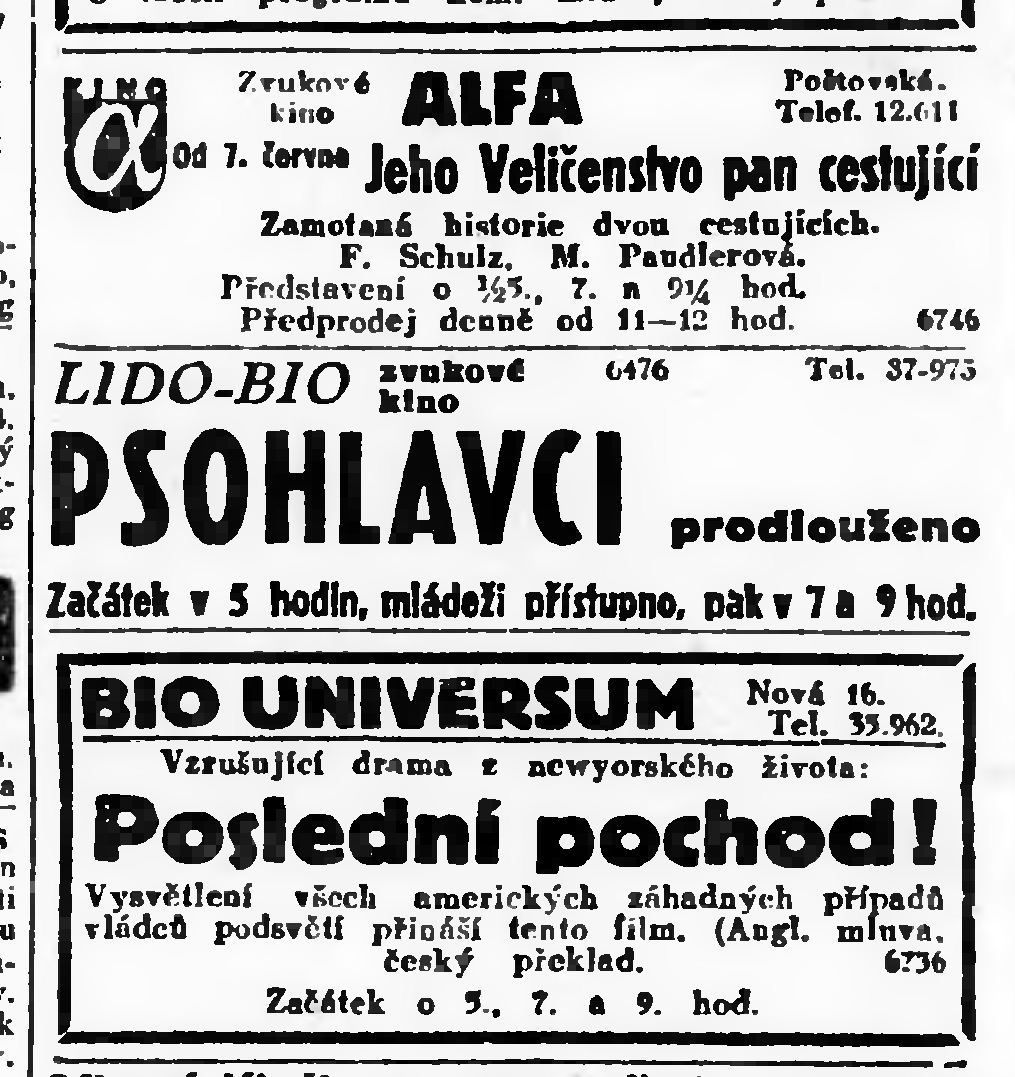 KINO
α
Zvukové kino ALFA Poštovská. Telef. 12.611
Od 7. června Jeho Veličenstvo pan cestující
Zamotaná historie dvou cestujících.
F. Schulz, M. Paudlerová.
Představení o ½5., 7. a 9¼ hod.
Předprodej denně od 11—12 hod. 6746
LIDO-BIO zvukové kino 6476 Tel. 37-973
PSOHLAVCI prodlouženo
Začátek v 5 hodin, mládeži přístupno, pak v 7 a 9 hod.
BIO UNIVERSUM Nová 16. Tel. 35.962.
Vzrušující drama z newyorského života:
Poslední pochod!
Vysvětlení všech amerických záhadných případů
vládců podsvětí přináší tento film. (Angl. mluva,
český překlad. 6736
Začátek o 5., 7. a 9. hod.